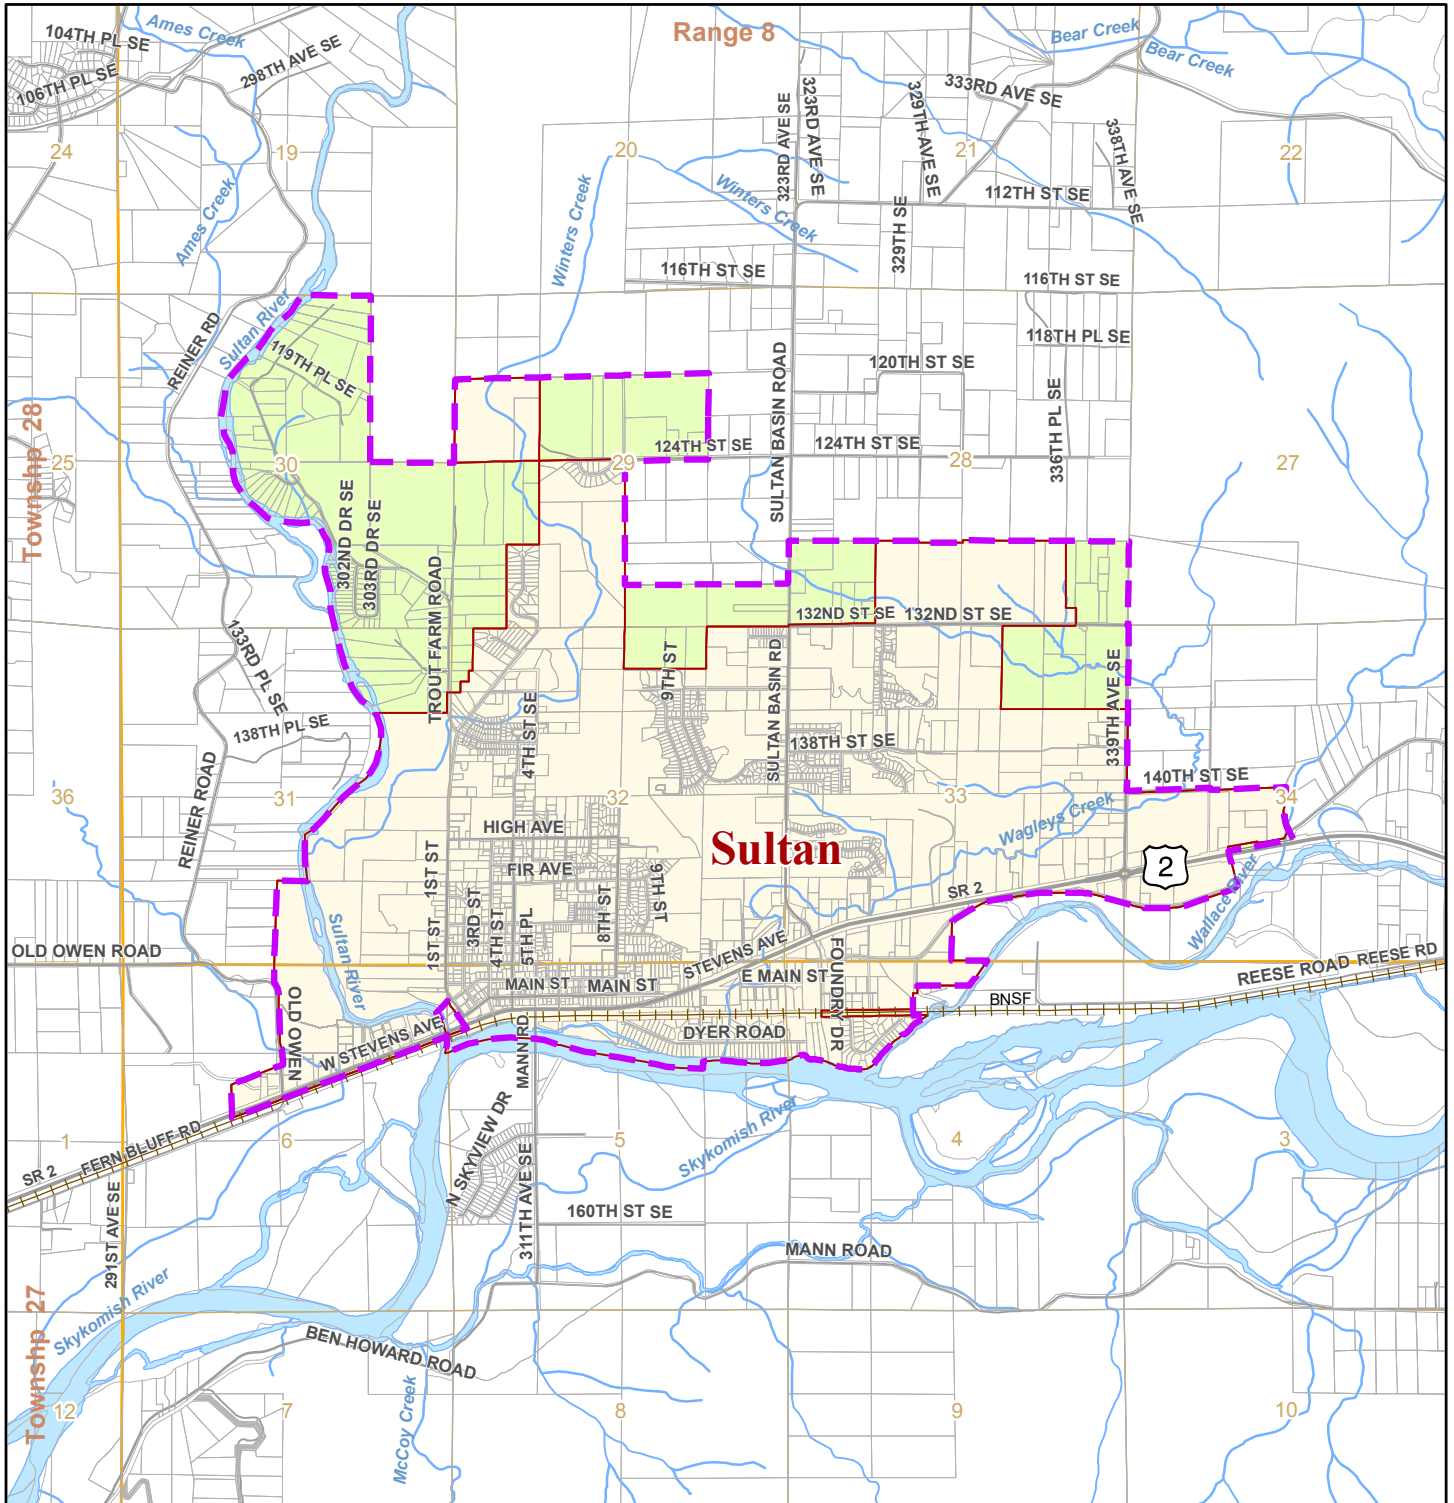 Range 8
104TH PL SE
Ames Creek
298TH AVE SE
106TH PL SE
Bear Creek
Bear Creek
333RD AVE SE
323RD AVE SE
323RD AVE SE
329TH AVE SE
338TH AVE SE
24
19
20
21
22
Ames Creek
Winters Creek
Winters Creek
112TH ST SE
329TH SE
116TH ST SE
116TH ST SE
Sultan River
REINER RD
119TH PL SE
118TH PL SE
120TH ST SE
336TH PL SE
SULTAN BASIN ROAD
124TH ST SE
124TH ST SE
Townshp 28
25
30
29
28
27
302ND DR SE
303RD DR SE
TROUT FARM ROAD
132ND ST SE
132ND ST SE
133RD PL SE
138TH PL SE
9TH ST
SULTAN BASIN RD
339TH AVE SE
4TH ST SE
138TH ST SE
140TH ST SE
REINER ROAD
36
31
32
33
34
HIGH AVE
Sultan
Wagleys Creek
FIR AVE
1ST ST
1ST ST
3RD ST
4TH ST
5TH PL
8TH ST
9TH ST
2
SR 2
Wallace River
Sultan River
OLD OWEN ROAD
STEVENS AVE
FOUNDRY DR
MAIN ST
MAIN ST
E MAIN ST
REESE ROAD
REESE RD
BNSF
OLD OWEN
W STEVENS AVE
MANN RD
DYER ROAD
Skykomish River
1
6
5
4
3
SR 2
FERN BLUFF RD
N SKYVIEW DR
311TH AVE SE
291ST AVE SE
160TH ST SE
MANN ROAD
Skykomish River
Townshp 27
BEN HOWARD ROAD
McCoy Creek
12
7
8
9
10